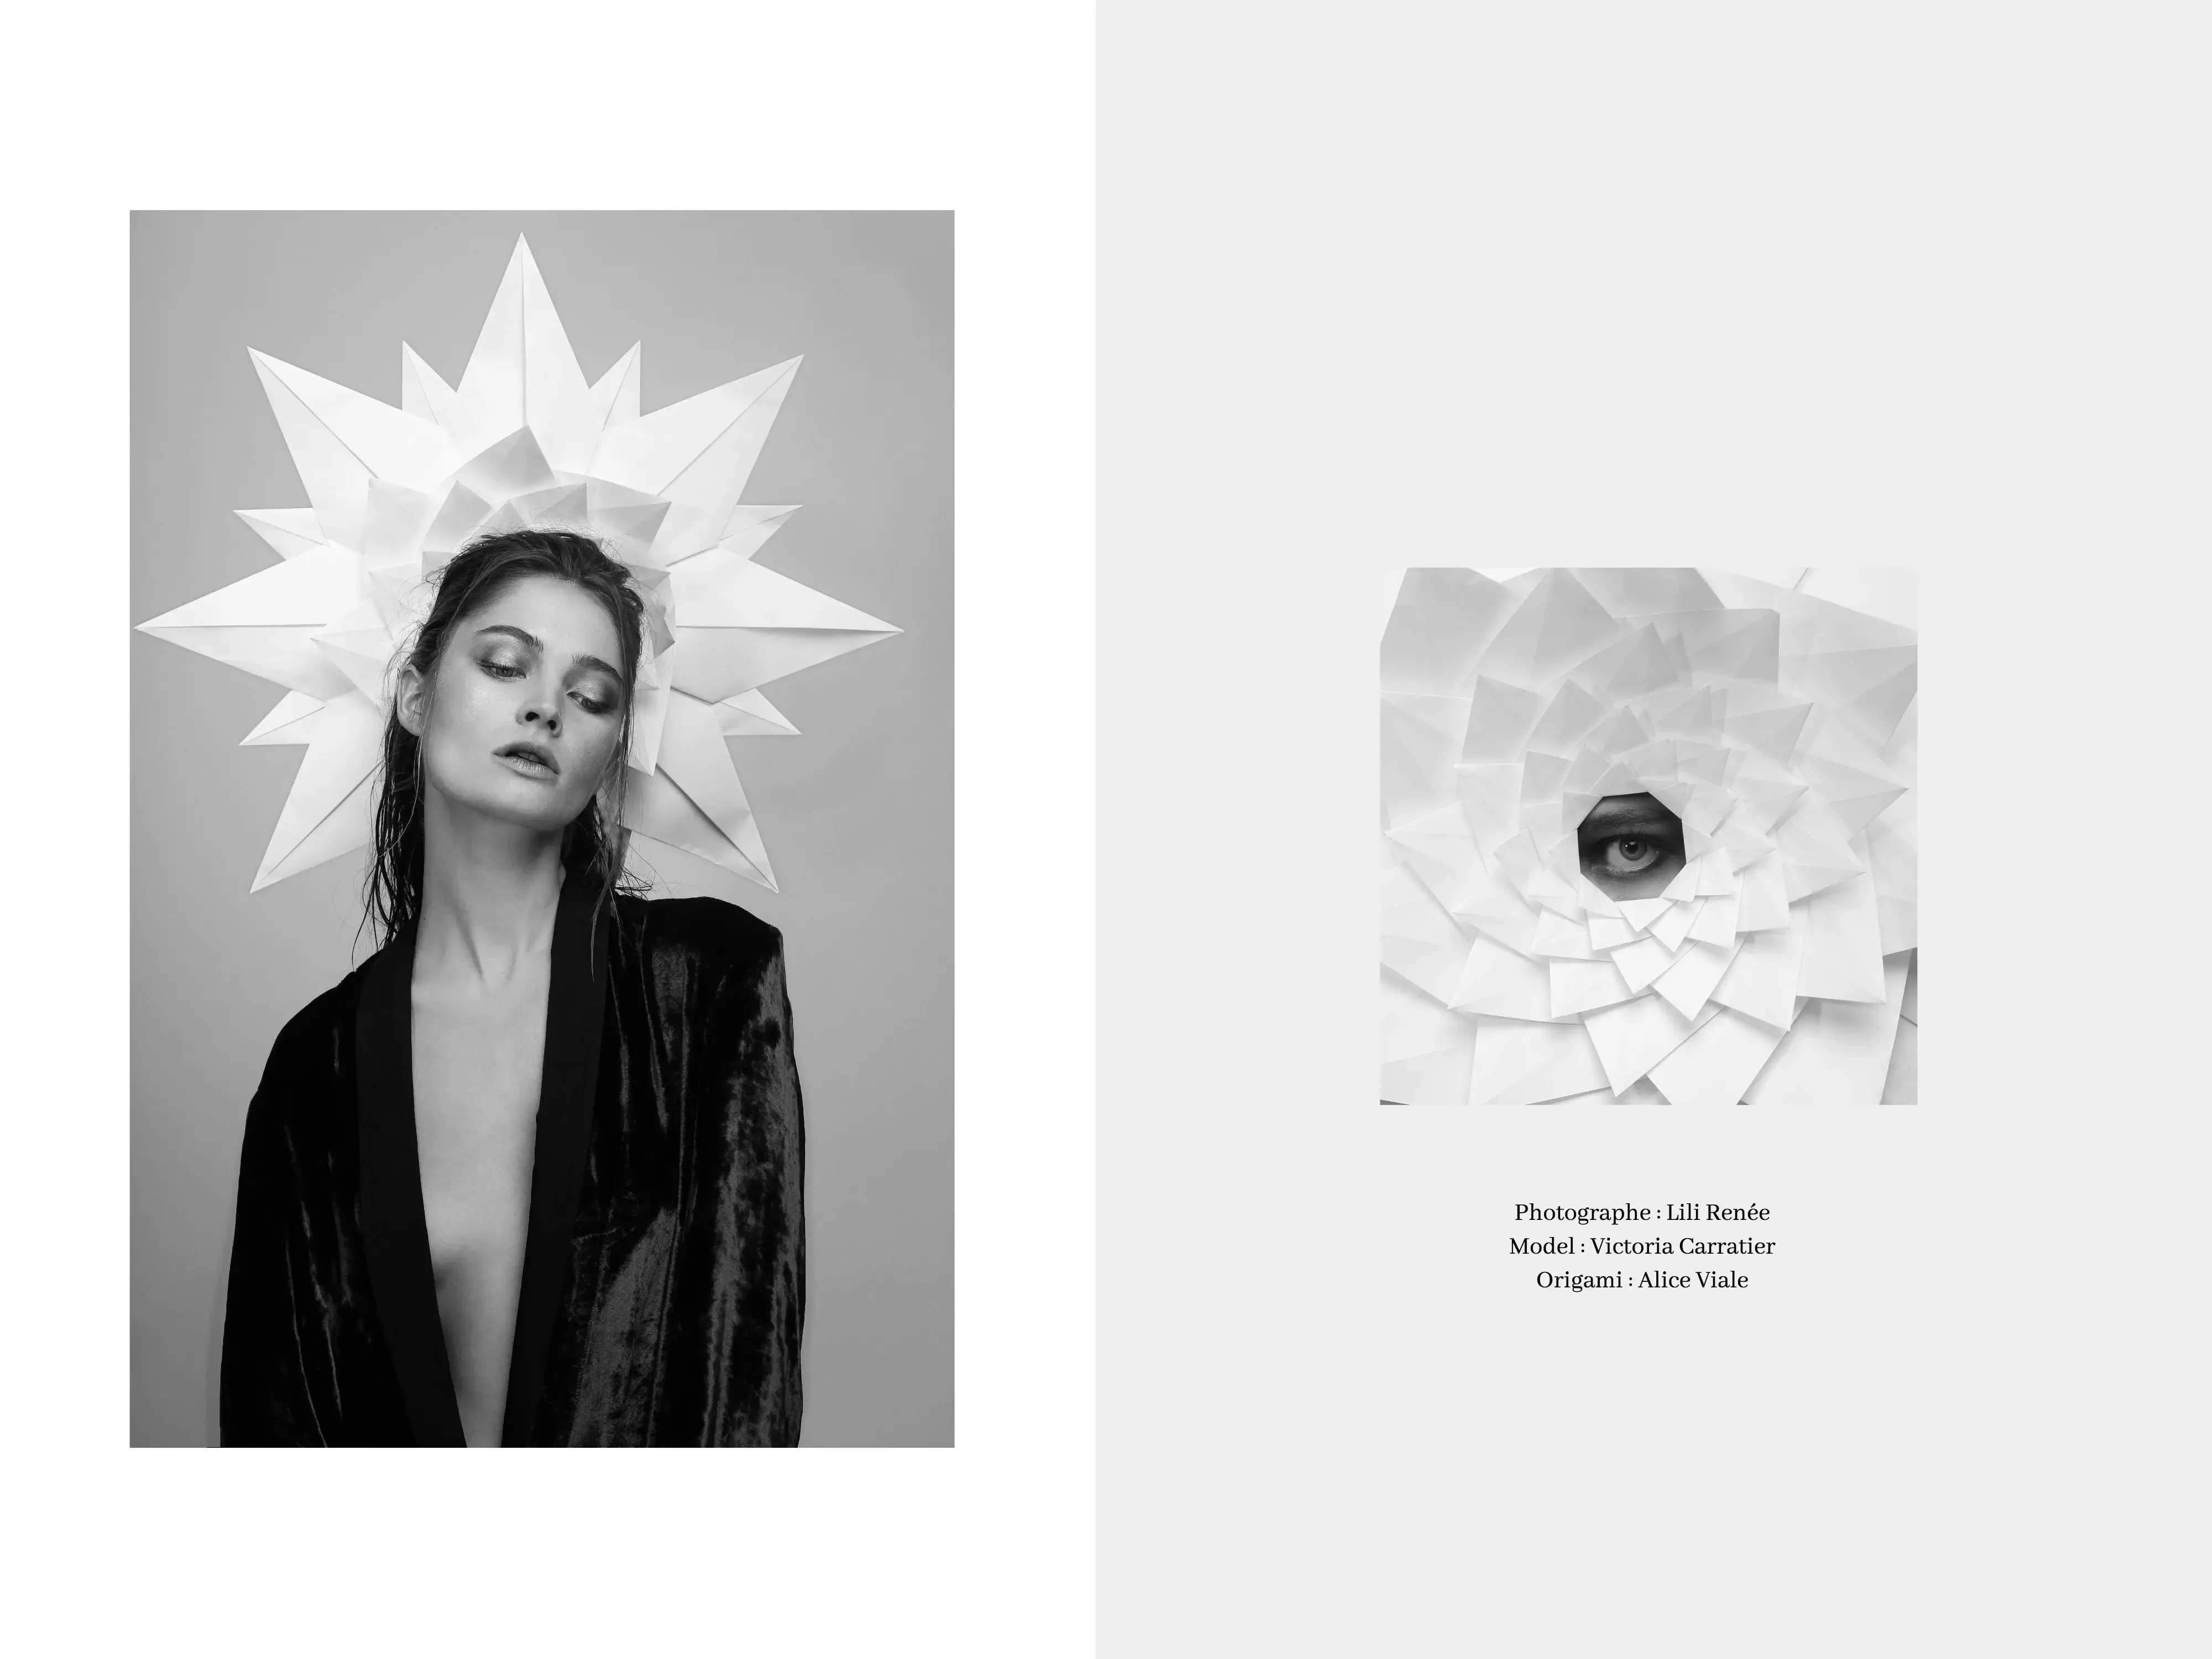 Photographe : Lili Renée
Model : Victoria Carratier
Origami : Alice Viale